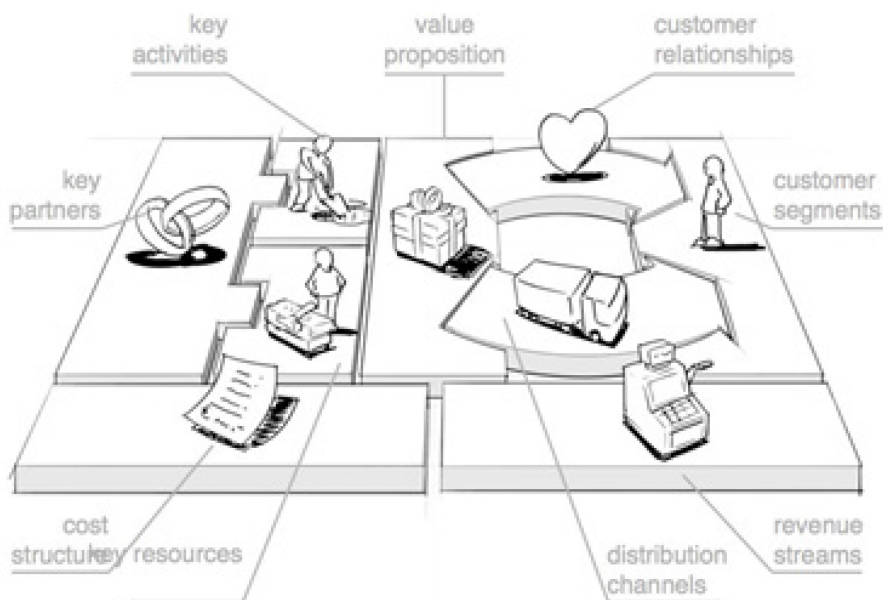 key
activities
value
proposition
customer
relationships
key
partners
customer
segments
cost
structure
key resources
distribution
channels
revenue
streams